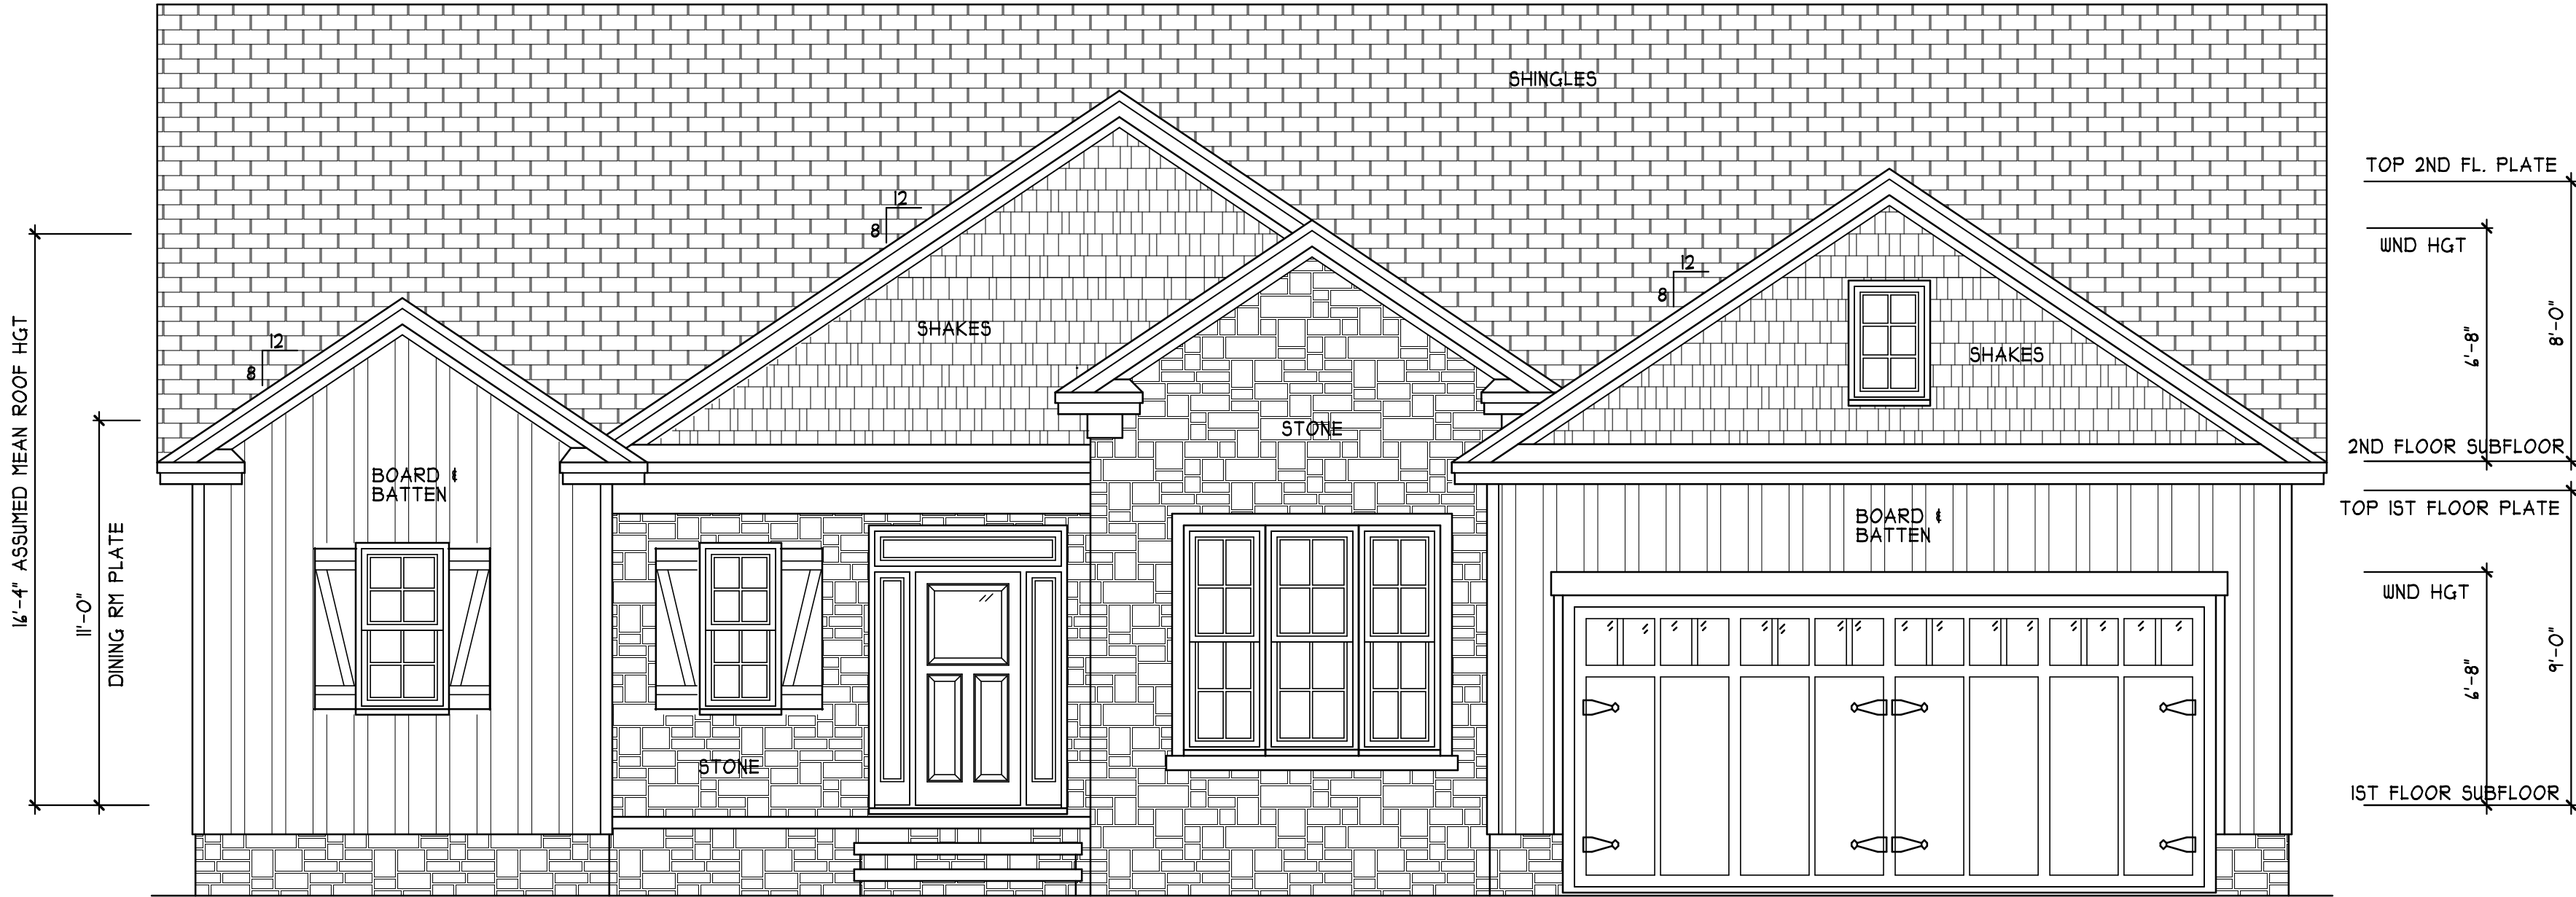 SHINGLES
TOP 2ND FL. PLATE
12
8
WND HGT
12
8
8'-0"
6'-8"
16'-4" ASSUMED MEAN ROOF HGT
SHAKES
12
8
SHAKES
STONE
2ND FLOOR SUBFLOOR
BOARD &
BATTEN
TOP 1ST FLOOR PLATE
BOARD &
BATTEN
11'-0"
DINING RM PLATE
WND HGT
9'-0"
6'-8"
STONE
1ST FLOOR SUBFLOOR